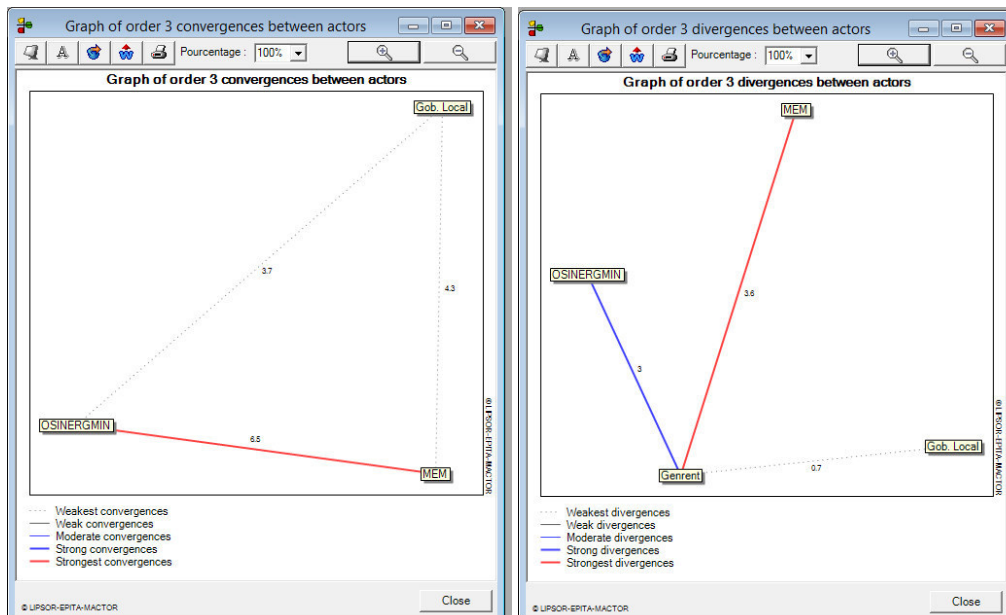 Graph of order 3 convergences between actors
Pourcentage : 100%
Graph of order 3 convergences between actors
Gob. Local
3.7
4.3
OSINERGMIN
6.5
MEM
© LIPSOR-EPITA-MACTOR
Weakest convergences
Weak convergences
Moderate convergences
Strong convergences
Strongest convergences
Close
© LIPSOR-EPITA-MACTOR
Graph of order 3 divergences between actors
A Pourcentage : 100%
Graph of order 3 divergences between actors
MEM
OSINERGMIN
3.6
3
Gob. Local
Genrent
0.7
© LIPSOR-EPITA-MACTOR
Weakest divergences
Weak divergences
Moderate divergences
Strong divergences
Strongest divergences
Close
© LIPSOR-EPITA-MACTOR